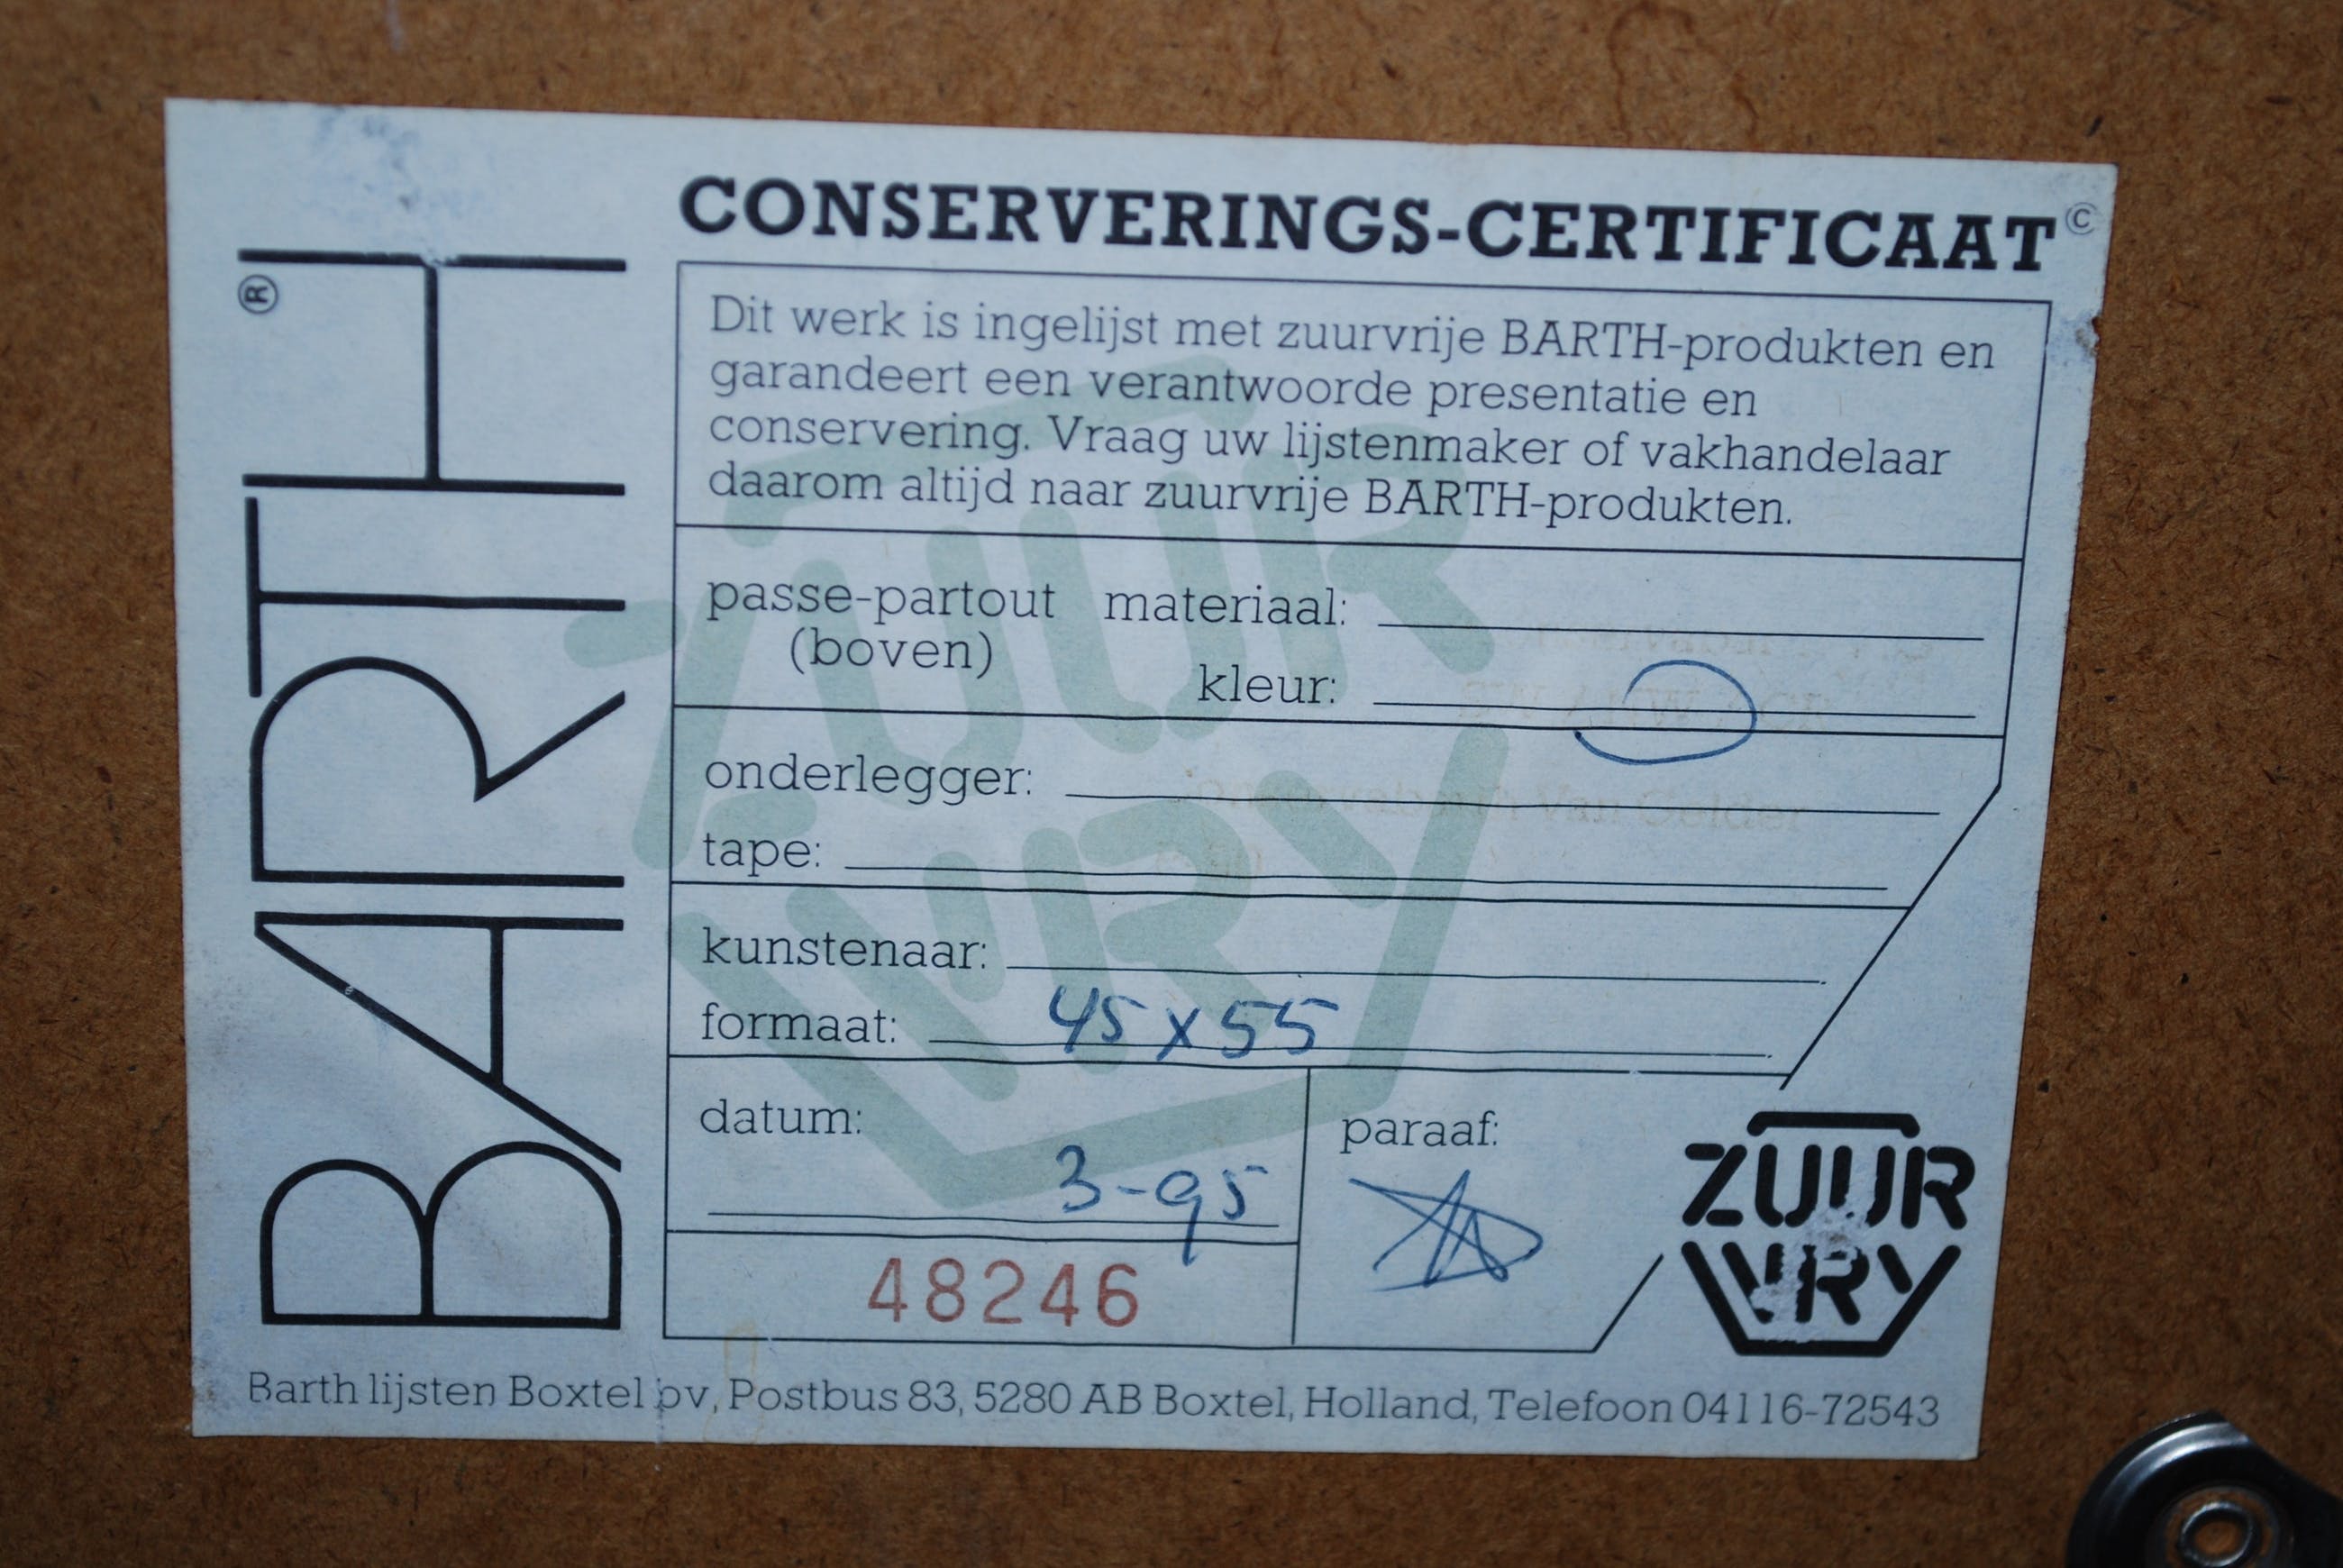 BARTH®
CONSERVERINGS-CERTIFICAAT©
Dit werk is ingelijst met zuurvrije BARTH-produkten en
garandeert een verantwoorde presentatie en
conservering. Vraag uw lijstenmaker of vakhandelaar
daarom altijd naar zuurvrije BARTH-produkten.
passe-partout materiaal:
(boven)
kleur:
onderlegger:
tape:
kunstenaar:
formaat: 45 x 55
datum:
3-95
paraaf:
48246
ZUUR
VRY
ZUUR
VRY
Barth lijsten Boxtel bv, Postbus 83, 5280 AB Boxtel, Holland, Telefoon 04116-72543